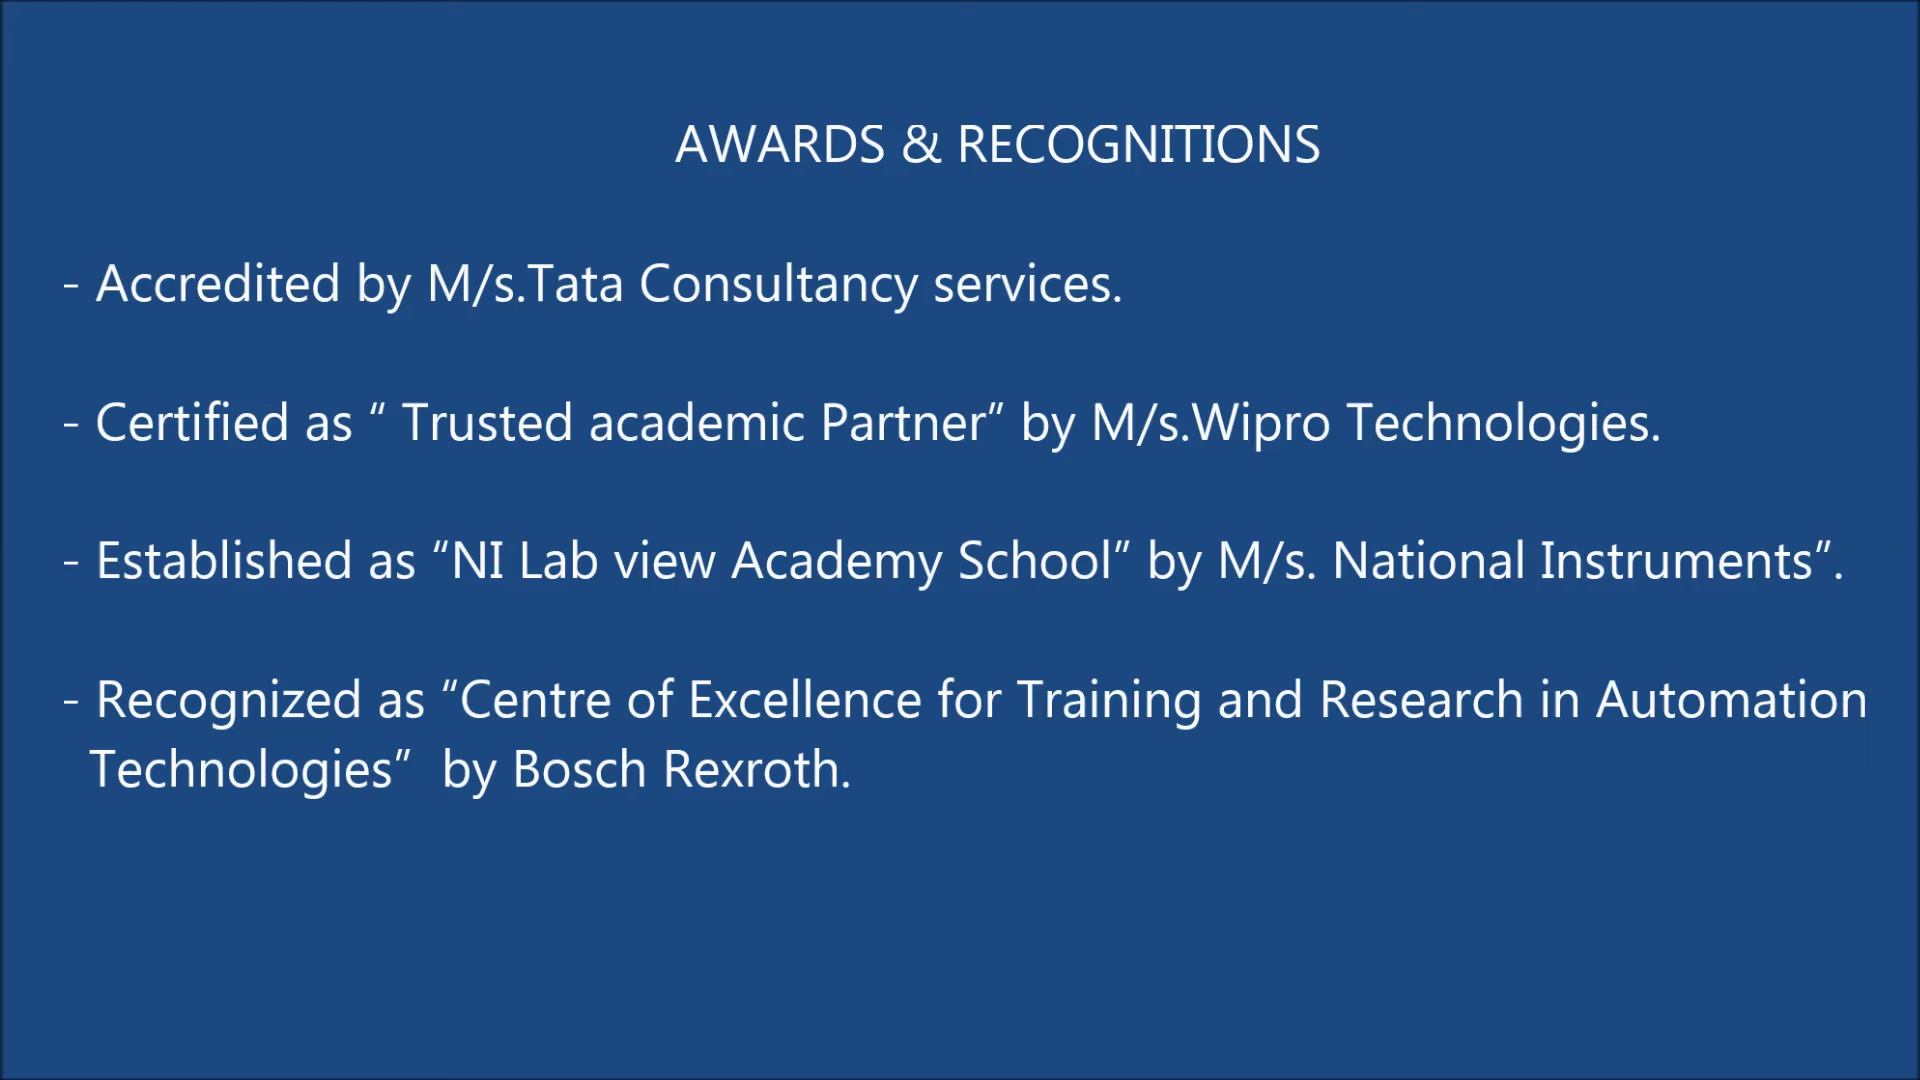 AWARDS & RECOGNITIONS
- Accredited by M/s.Tata Consultancy services.
- Certified as “ Trusted academic Partner” by M/s.Wipro Technologies.
- Established as “NI Lab view Academy School” by M/s. National Instruments”.
- Recognized as “Centre of Excellence for Training and Research in Automation
Technologies”  by Bosch Rexroth.